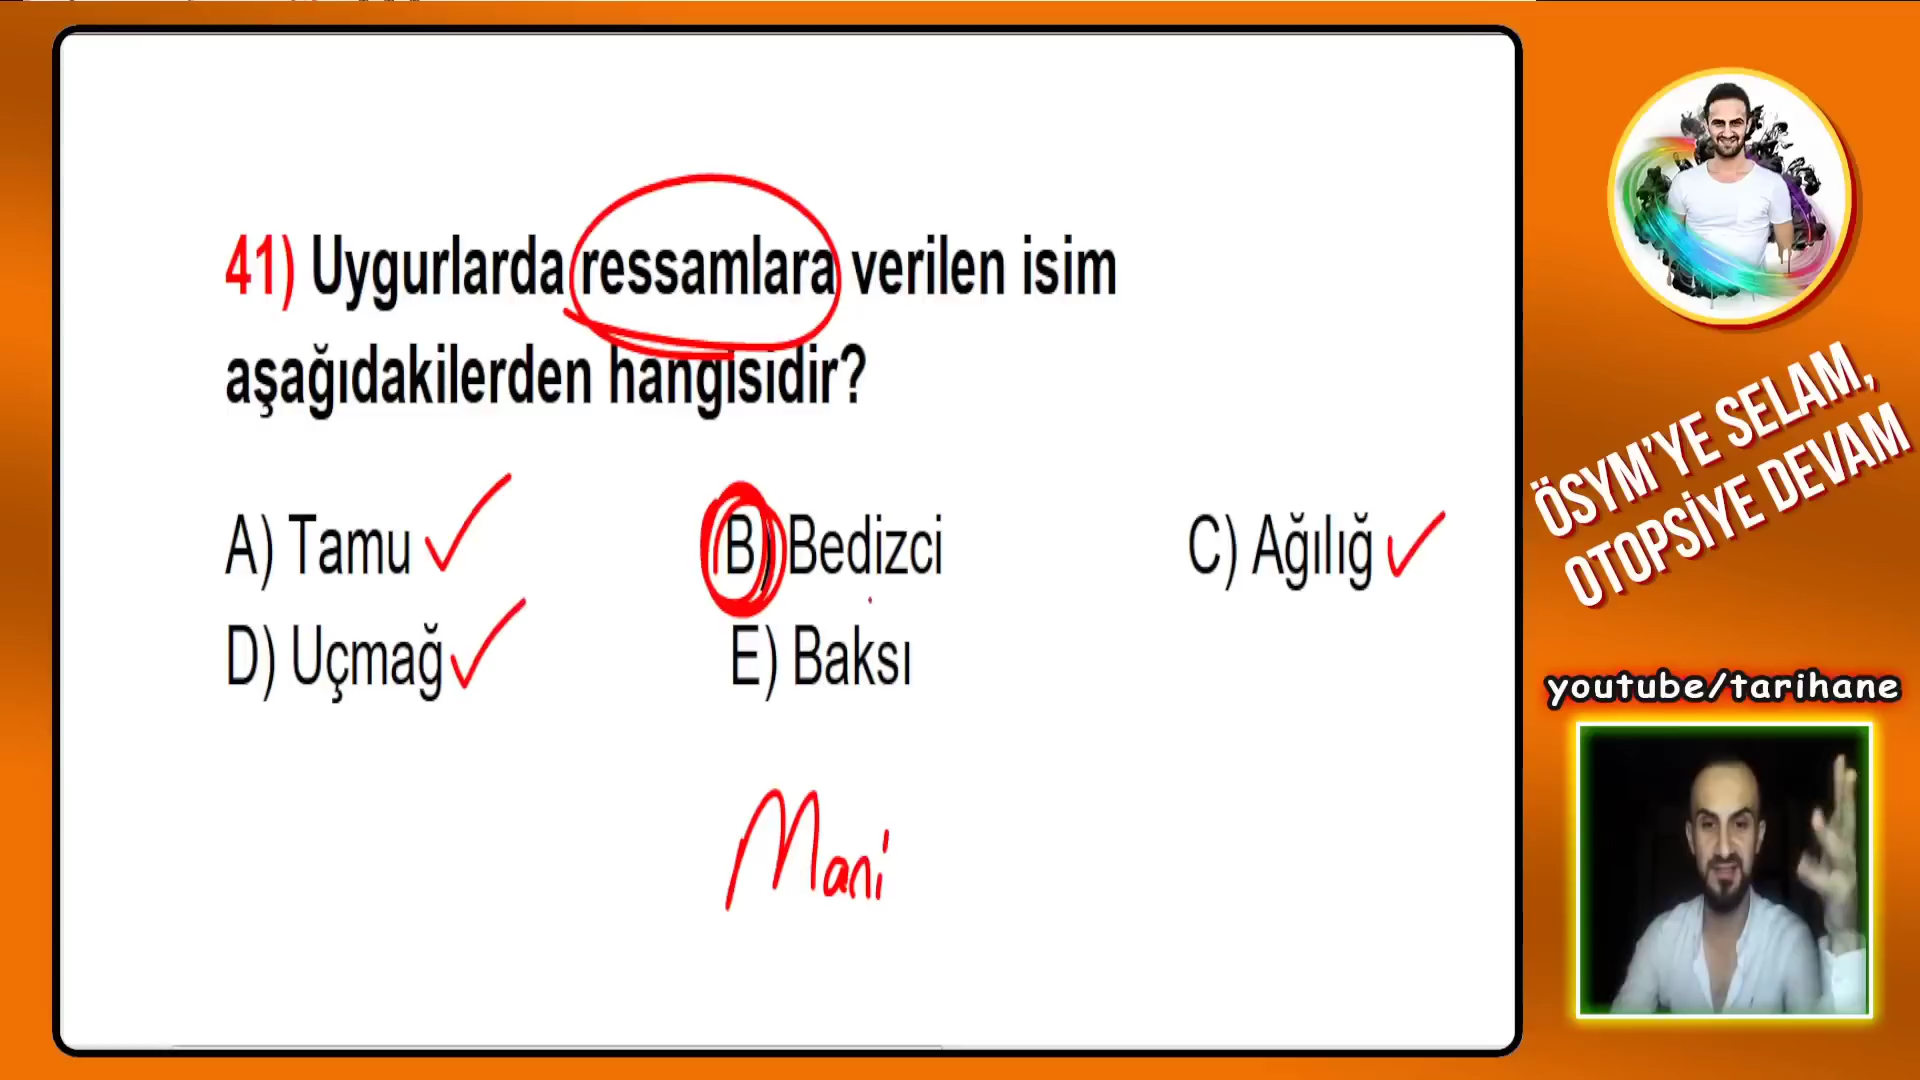 41) Uygurlarda ressamlara verilen isim
aşağıdakilerden hangisidir?
A) Tamu B) Bedizci C) Ağılığ
D) Uçmağ E) Baksı
Mani
ÖSYM'YE SELAM,
OTOPSİYE DEVAM
youtube/tarihane